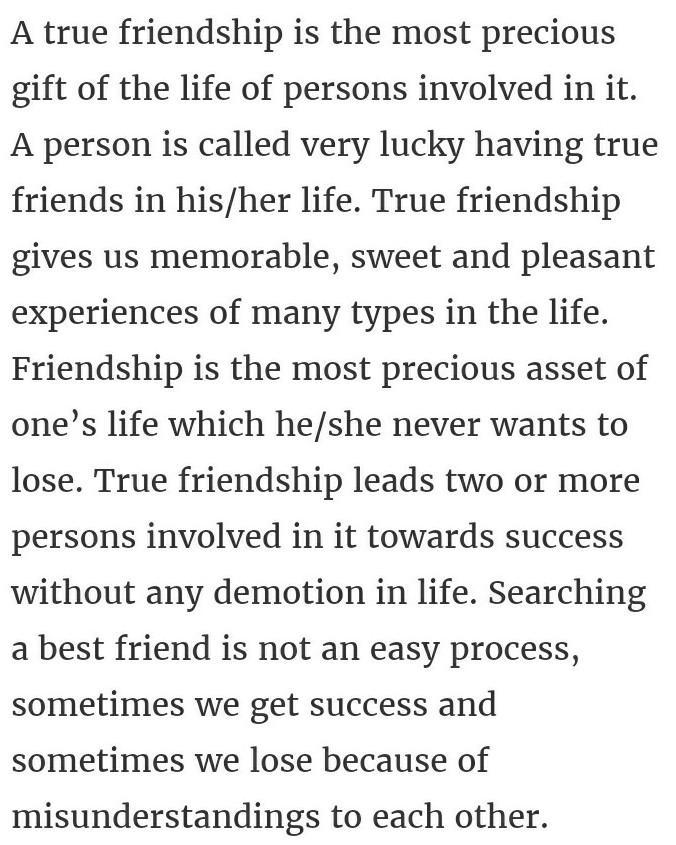 A true friendship is the most precious
gift of the life of persons involved in it.
A person is called very lucky having true
friends in his/her life. True friendship
gives us memorable, sweet and pleasant
experiences of many types in the life.
Friendship is the most precious asset of
one’s life which he/she never wants to
lose. True friendship leads two or more
persons involved in it towards success
without any demotion in life. Searching
a best friend is not an easy process,
sometimes we get success and
sometimes we lose because of
misunderstandings to each other.